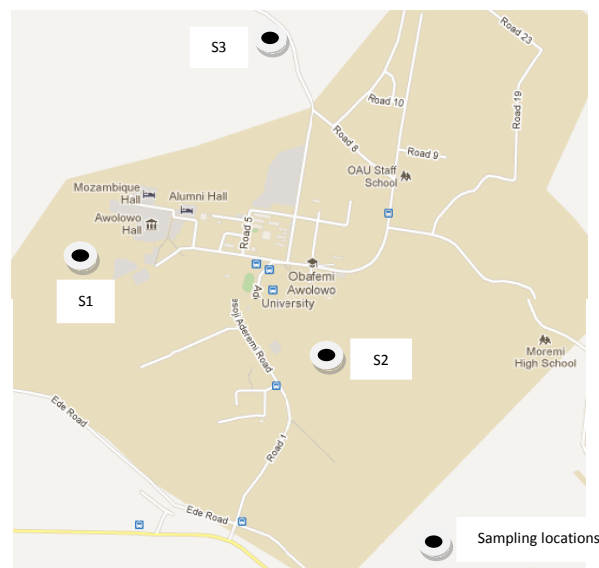 S3
Road 23
Road 10
Road 19
Road 8
Road 9
OAU Staff
School
Mozambique
Hall
Alumni Hall
Awolowo
Hall
Road 5
S1
Obafemi
Awolowo
University
Adı
asoji Aderemi Road
S2
Moremi
High School
Ede Road
Road 1
Ede Road
Sampling locations